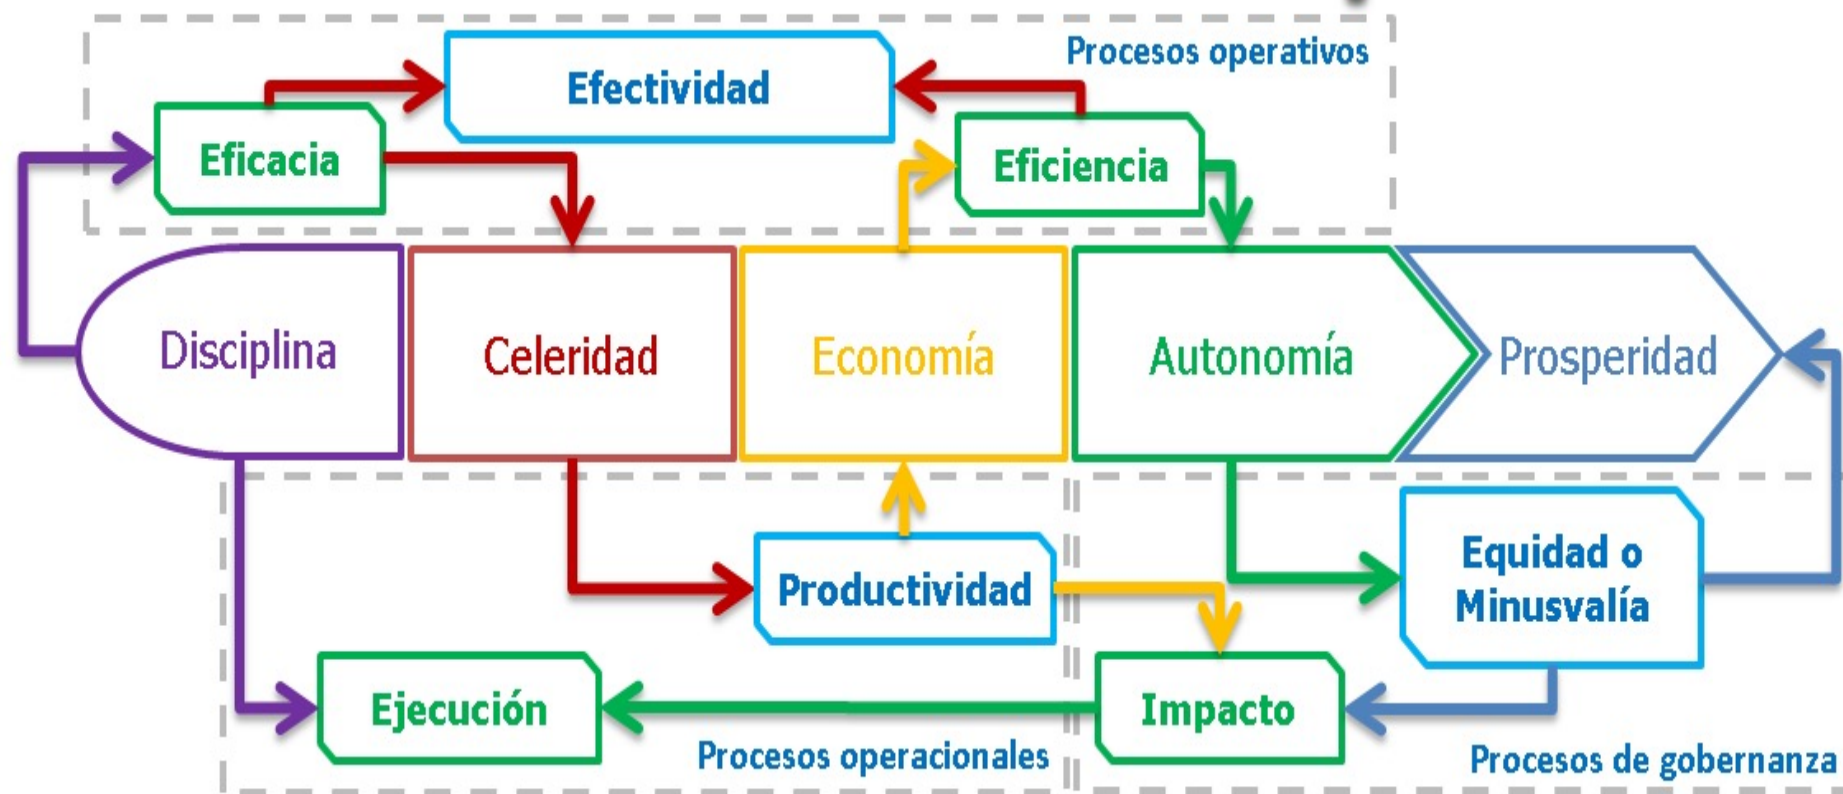 Procesos operativos
Efectividad
Eficacia
Eficiencia
Disciplina
Celeridad
Economía
Autonomía
Prosperidad
Equidad o
Minusvalía
Productividad
Ejecución
Impacto
Procesos operacionales
Procesos de gobernanza